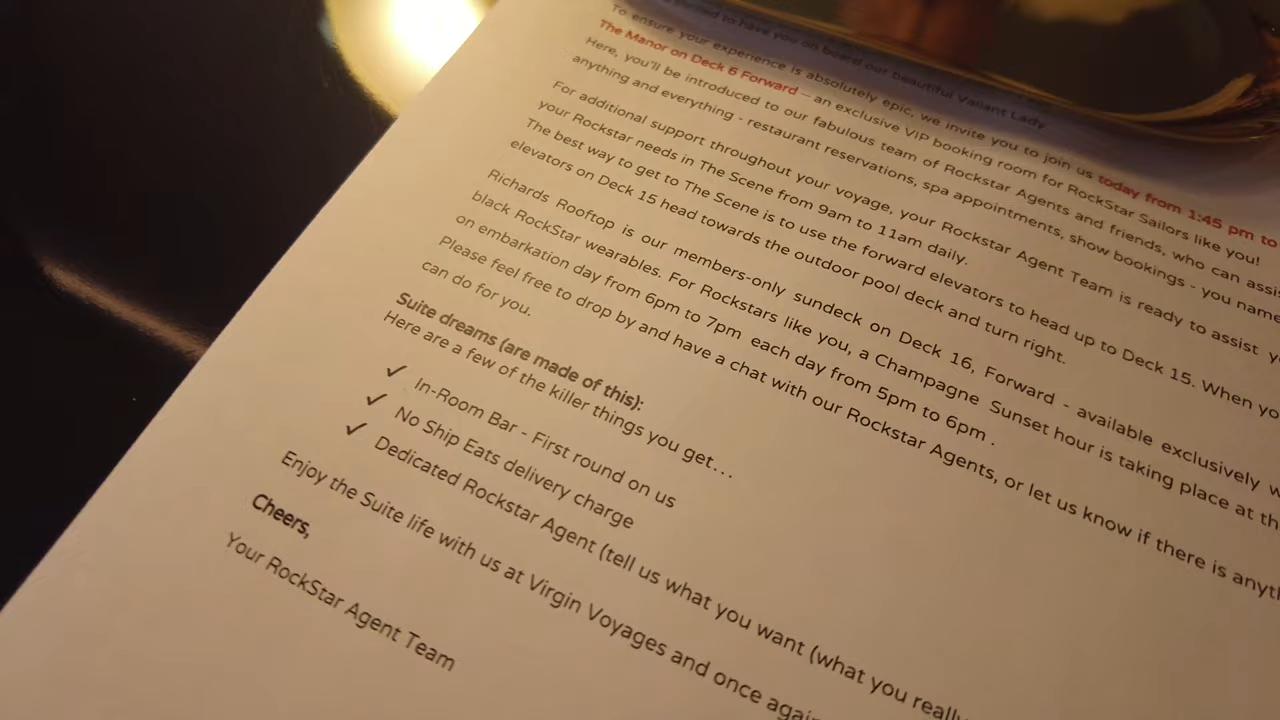 to have you on board our beautiful Valiant Lady
To ensure your experience is absolutely epic, we invite you to join us today from 1:45 pm to
The Manor on Deck 6 Forward — an exclusive VIP booking room for RockStar Sailors like you!
Here, you'll be introduced to our fabulous team of Rockstar Agents and friends, who can
anything and everything - restaurant reservations, spa appointments, show bookings - you name
For additional support throughout your voyage, your Rockstar Agent Team is ready to assist
your Rockstar needs in The Scene from 9am to 11am daily.
The best way to get to The Scene is to use the forward elevators to head up to Deck 15. When
elevators on Deck 15 head towards the outdoor pool deck and turn right.
Richards Rooftop is our members-only sundeck on Deck 16, Forward - available exclusively
black RockStar wearables. For Rockstars like you, a Champagne Sunset hour is taking place at
on embarkation day from 6pm to 7pm each day from 5pm to 6pm .
Please feel free to drop by and have a chat with our Rockstar Agents, or let us know if there is
can do for you.
Suite dreams (are made of this):
Here are a few of the killer things you get...
✓ In-Room Bar - First round on us
✓ No Ship Eats delivery charge
✓ Dedicated Rockstar Agent (tell us what you want (what you really
Enjoy the Suite life with us at Virgin Voyages and once
Cheers,
Your RockStar Agent Team